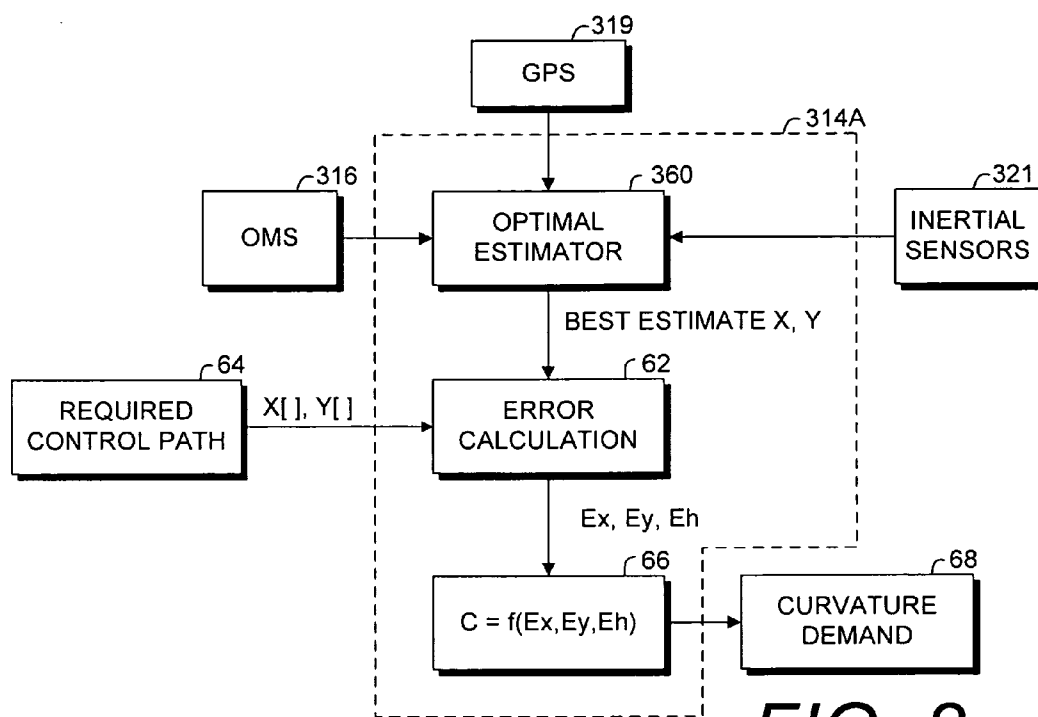 319
GPS
314A
316
OMS
360
OPTIMAL
ESTIMATOR
321
INERTIAL
SENSORS
BEST ESTIMATE X, Y
64
REQUIRED
CONTROL PATH
X[ ], Y[ ]
62
ERROR
CALCULATION
Ex, Ey, Eh
66
C = f(Ex,Ey,Eh)
68
CURVATURE
DEMAND